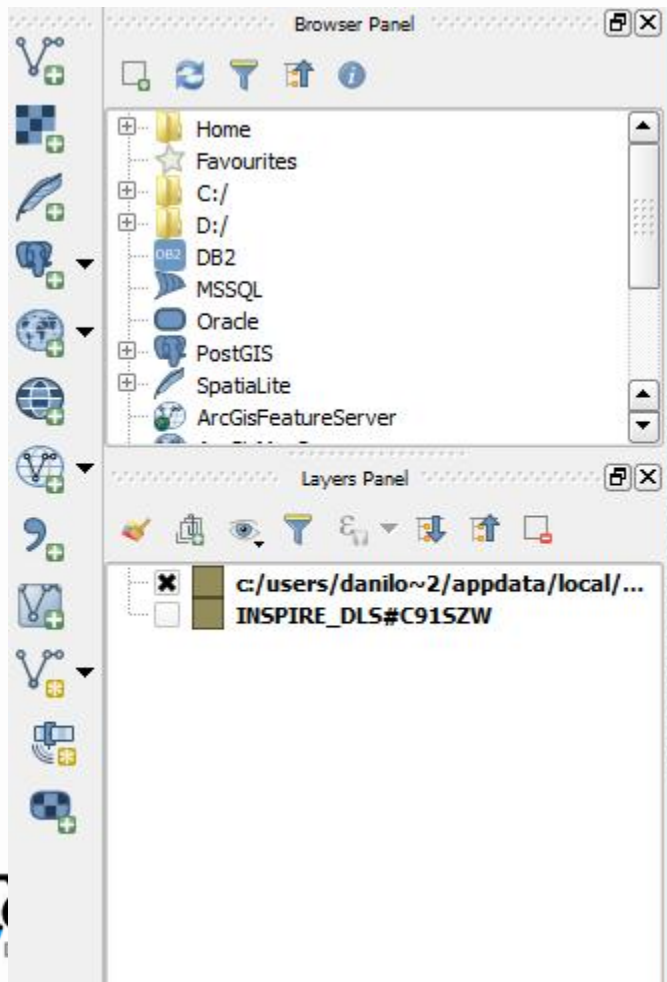 Browser Panel
Home
Favourites
C:/
D:/
DB2 DB2
MSSQL
Oracle
PostGIS
SpatiaLite
ArcGisFeatureServer
Layers Panel
c:/users/danilo~2/appdata/local/...
INSPIRE_DLS#C91SZW